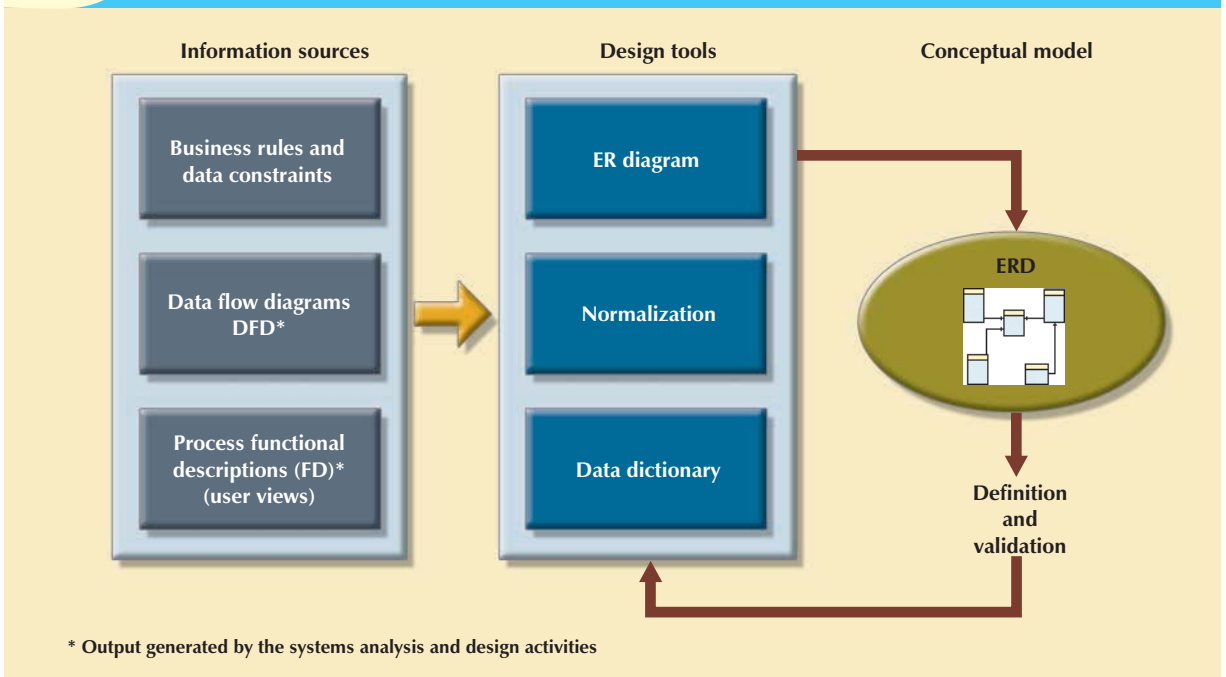 Information sources
Design tools
Conceptual model
Business rules and
data constraints
Data flow diagrams
DFD*
Process functional
descriptions (FD)*
(user views)
ER diagram
Normalization
Data dictionary
ERD
Definition
and
validation
* Output generated by the systems analysis and design activities